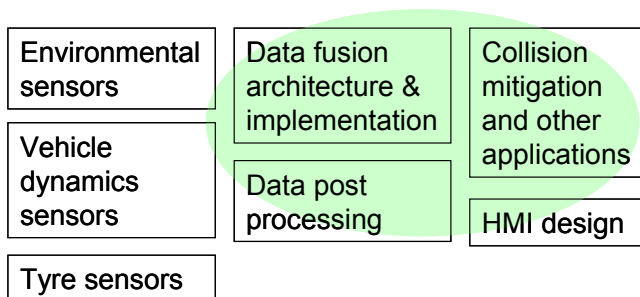 Environmental
sensors
Vehicle
dynamics
sensors
Tyre sensors
Data fusion
architecture &
implementation
Data post
processing
Collision
mitigation
and other
applications
HMI design